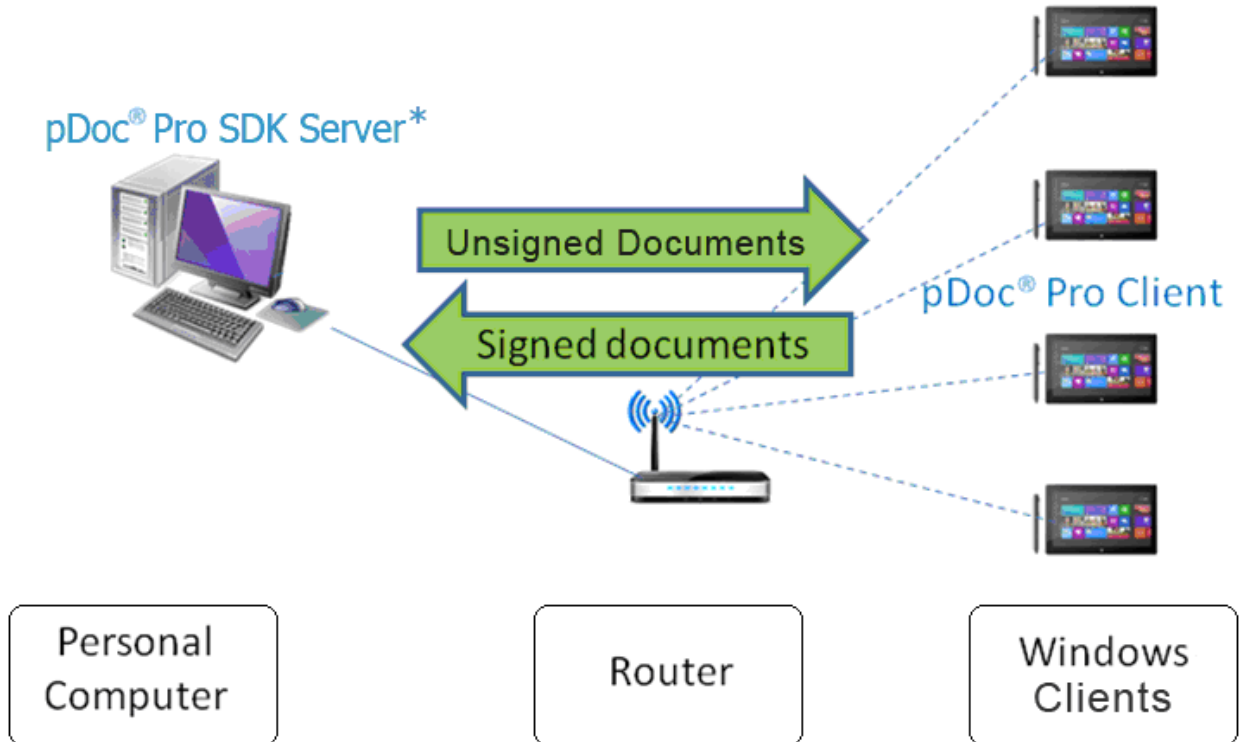 pDoc® Pro SDK Server*
Unsigned Documents
pDoc® Pro Client
Signed documents
Personal
Computer
Router
Windows
Clients